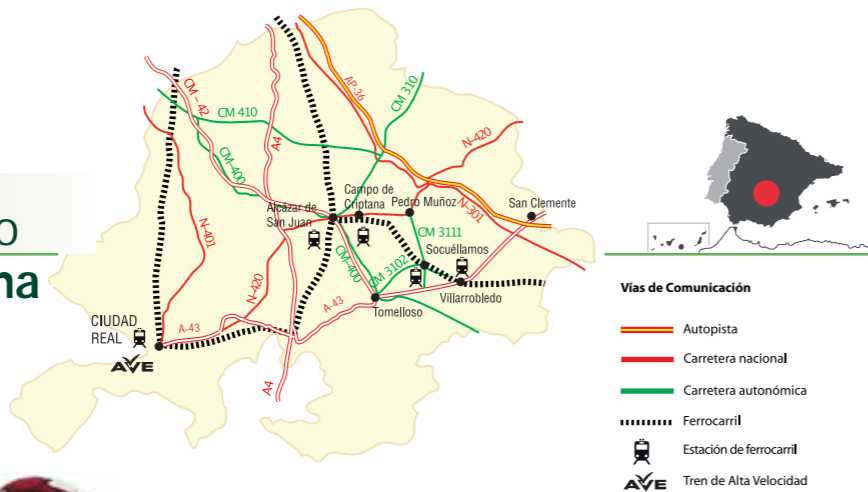 o
na
CM - 42
CM 410
CM-400
A4
AP-36
CM 310
N-420
N-301
N-401
N-420
Alcázar de
San Juan
Campo de
Criptana
Pedro Muñoz
San Clemente
CM 3111
Socuéllamos
CM-400
CM 3102
Villarrobledo
Tomelloso
A-43
A-43
CIUDAD
REAL
AVE
A4
Vías de Comunicación
Autopista
Carretera nacional
Carretera autonómica
Ferrocarril
Estación de ferrocarril
AVE Tren de Alta Velocidad